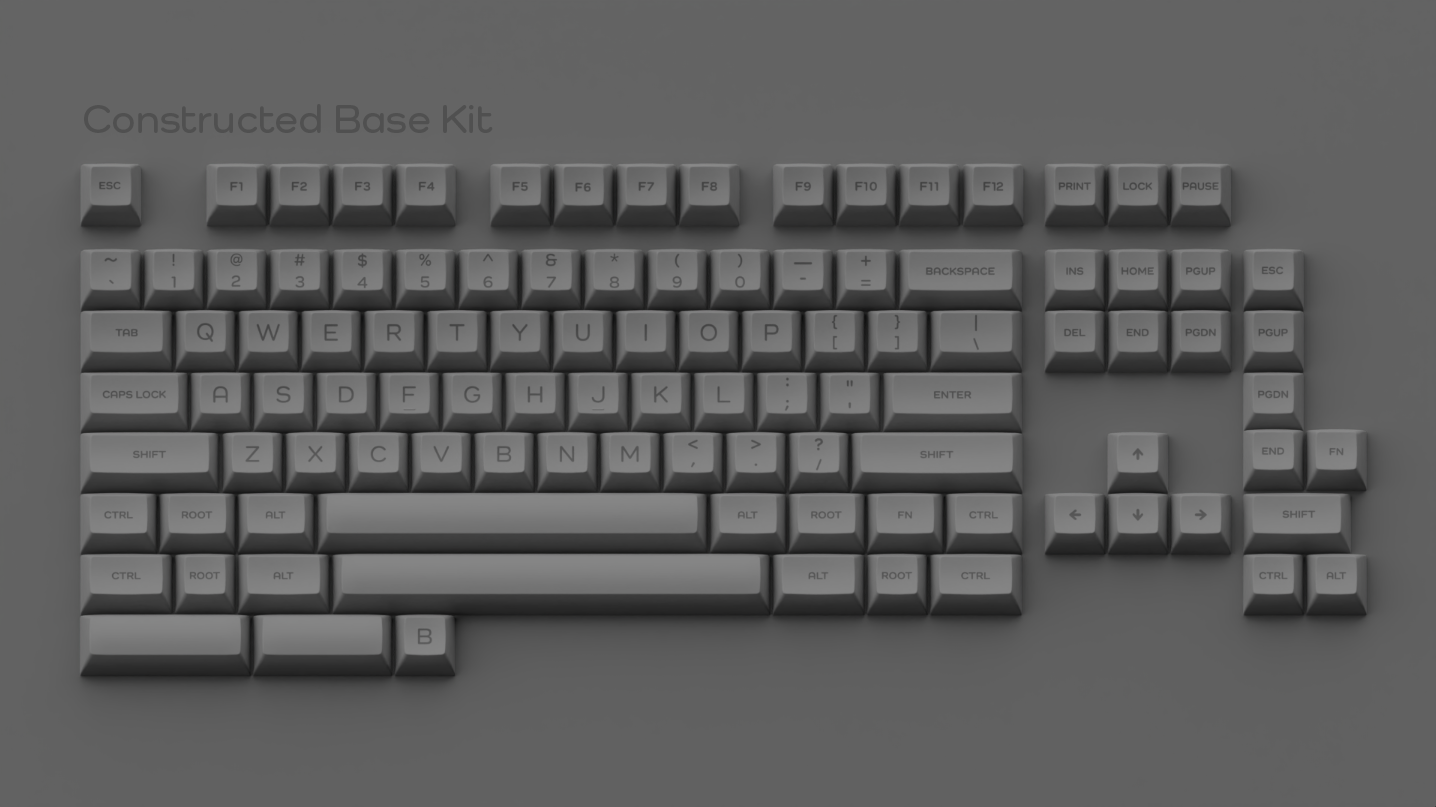 Constructed Base Kit
ESC F1 F2 F3 F4 F5 F6 F7 F8 F9 F10 F11 F12 PRINT LOCK PAUSE
~ ! @ # $ % ^ & * ( ) — +
` 1 2 3 4 5 6 7 8 9 0 - = BACKSPACE INS HOME PGUP ESC
TAB Q W E R T Y U I O P { [ } ] | \ DEL END PGDN PGUP
CAPS LOCK A S D F G H J K L : ; " ' ENTER PGDN
SHIFT Z X C V B N M < , > . ? / SHIFT ↑ END FN
CTRL ROOT ALT ALT ROOT FN CTRL ← ↓ → SHIFT
CTRL ROOT ALT ALT ROOT CTRL CTRL ALT
B